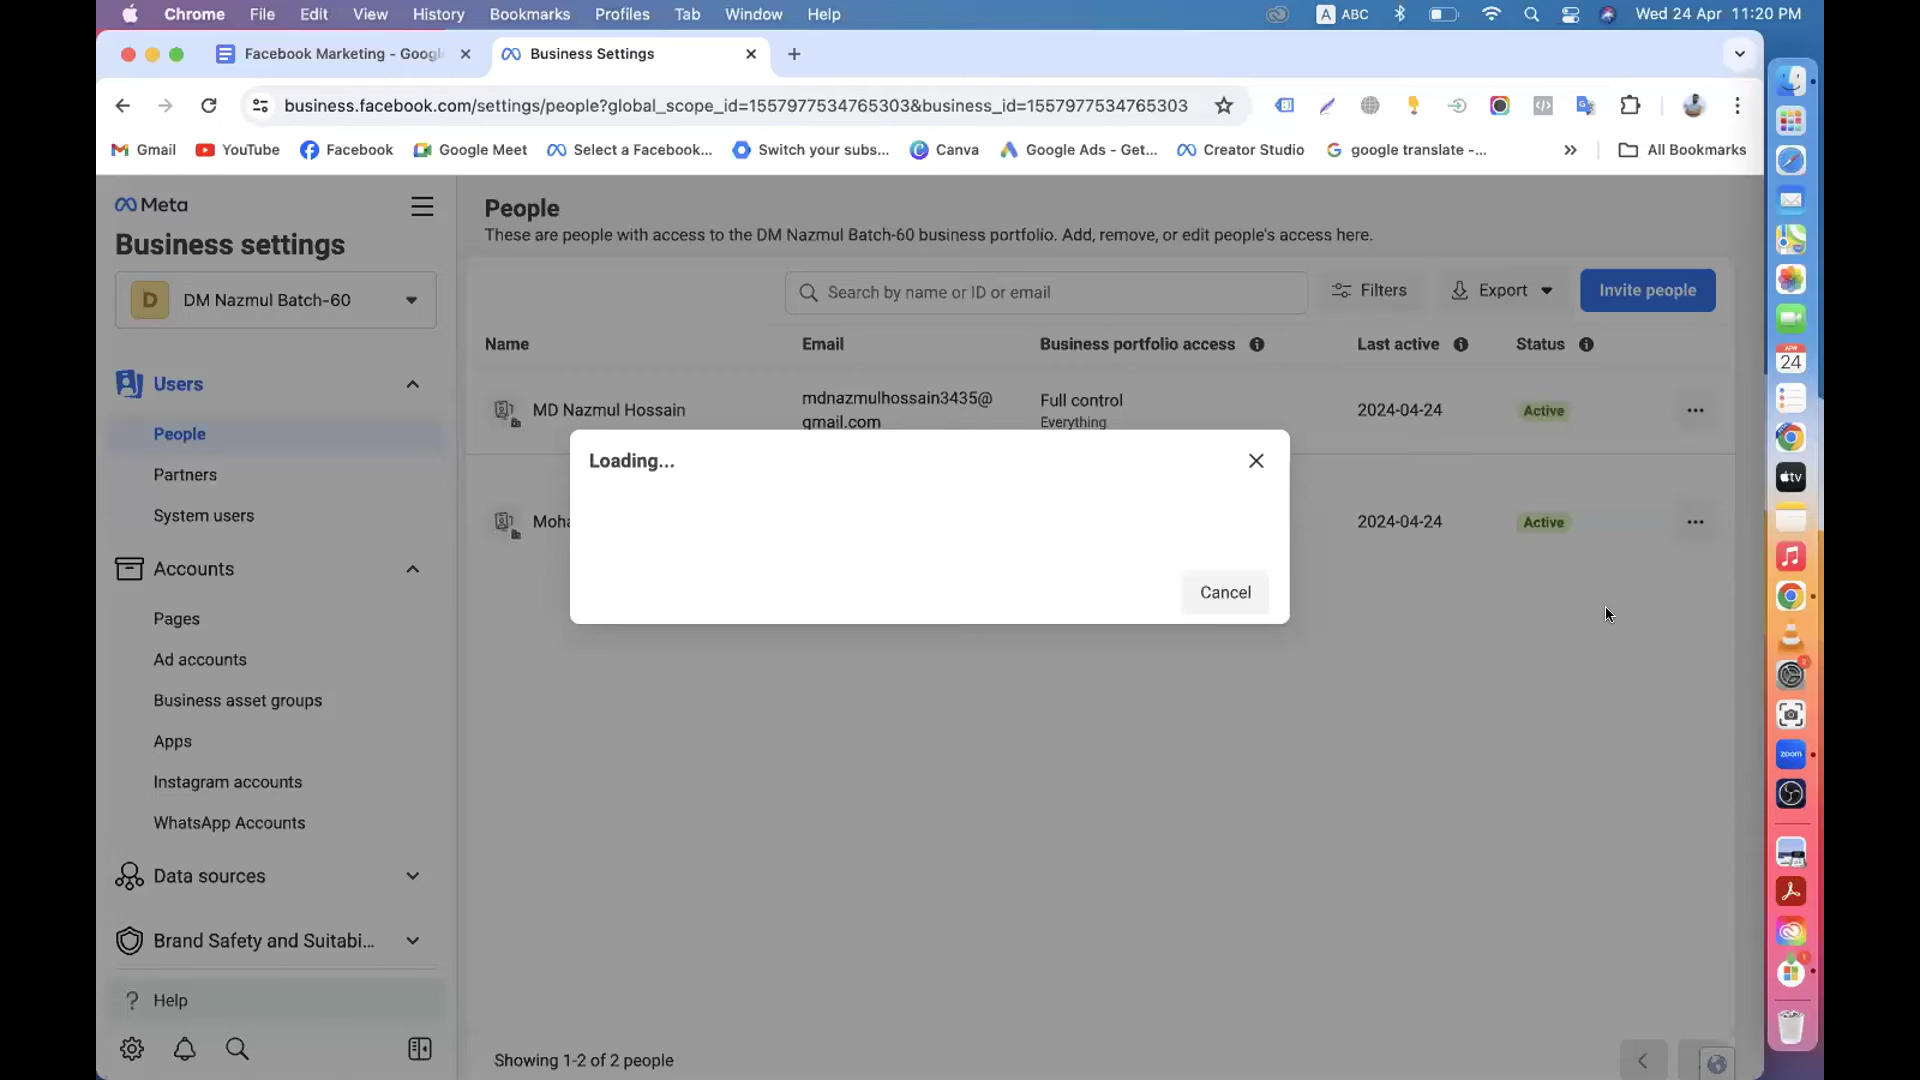 Chrome File Edit View History Bookmarks Profiles Tab Window Help A ABC Wed 24 Apr 11:20 PM
Facebook Marketing - Googl
Business Settings
business.facebook.com/settings/people?global_scope_id=1557977534765303&business_id=1557977534765303
Gmail YouTube Facebook Google Meet Select a Facebook... Switch your subs... Canva Google Ads - Get... Creator Studio google translate -... All Bookmarks
Meta
Business settings
D DM Nazmul Batch-60
Users
People
Partners
System users
Accounts
Pages
Ad accounts
Business asset groups
Apps
Instagram accounts
WhatsApp Accounts
Data sources
Brand Safety and Suitabi...
? Help
People
These are people with access to the DM Nazmul Batch-60 business portfolio. Add, remove, or edit people's access here.
Search by name or ID or email
Filters
Export
Invite people
Name Email Business portfolio access Last active Status
MD Nazmul Hossain
mdnazmulhossain3435@
gmail.com
Full control
Everything
2024-04-24
Active
Moha
2024-04-24
Active
Loading...
Cancel
Showing 1-2 of 2 people
APR
24
tv
zoom